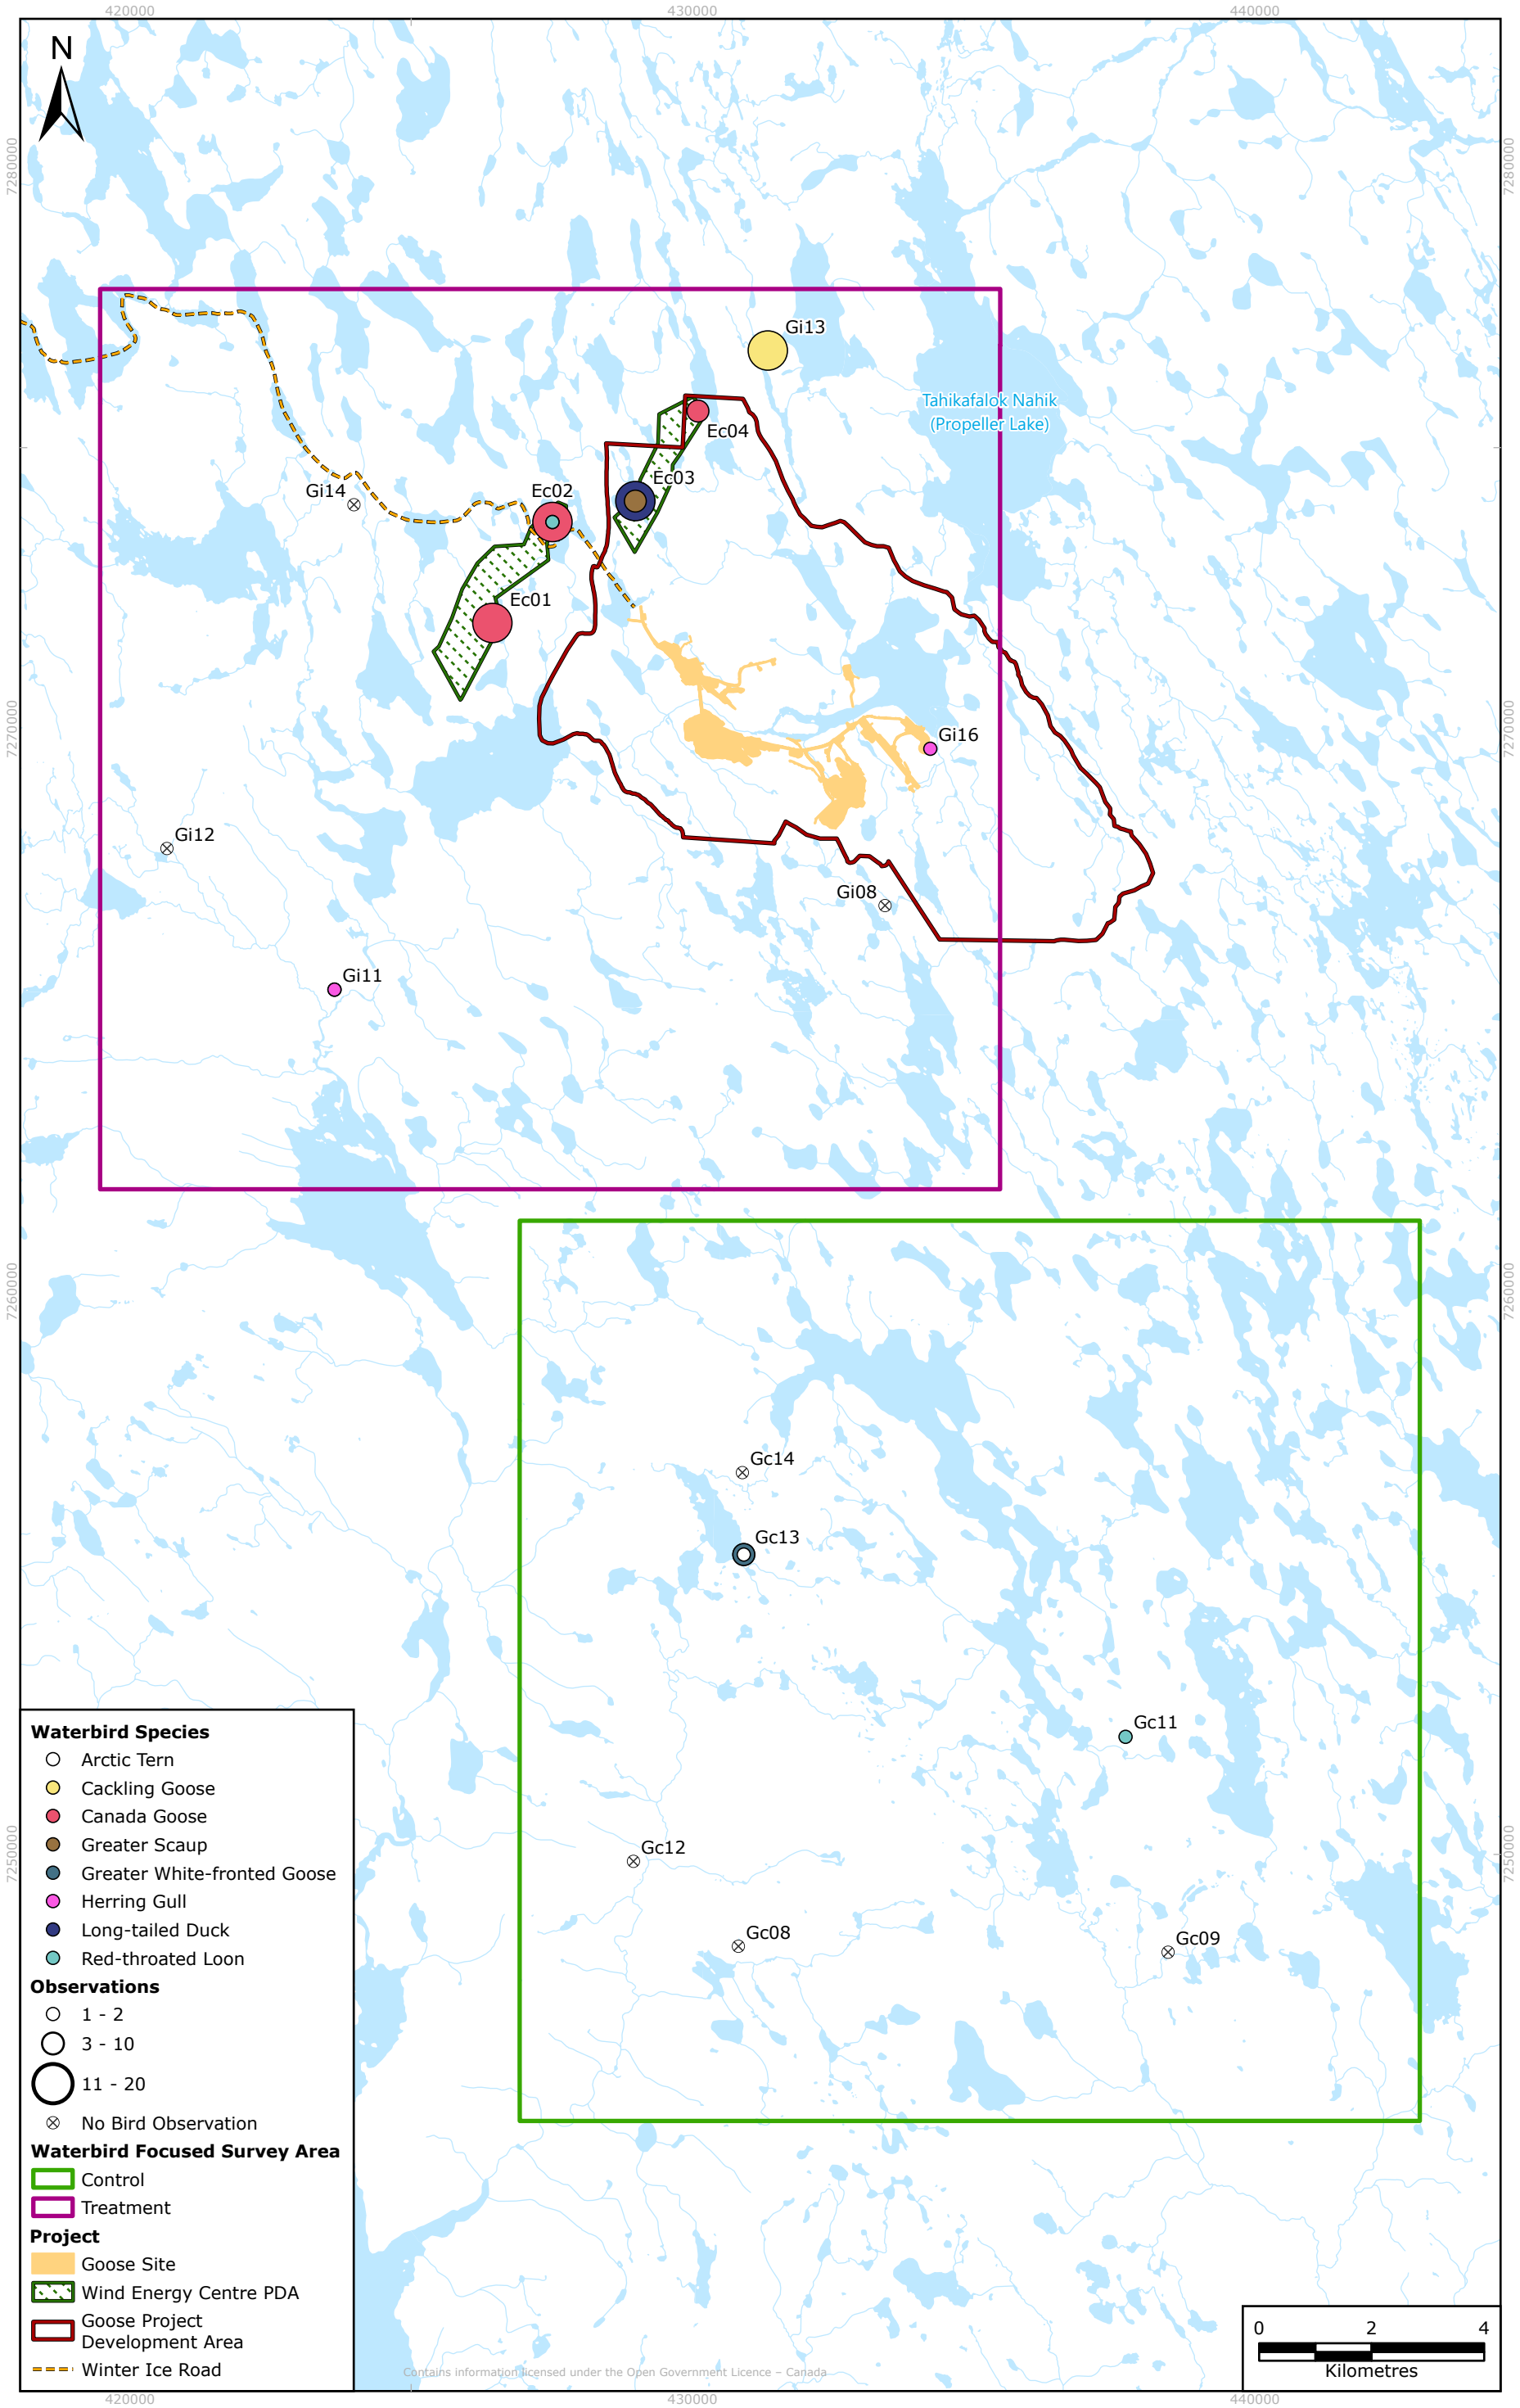 420000
430000
440000
N
7280000
7280000
Gi13
Tahikafalok Nahik
(Propeller Lake)
Ec04
Ec03
Gi14
Ec02
Ec01
7270000
7270000
Gi16
Gi12
Gi08
Gi11
7260000
7260000
Gc14
Gc13
Gc11
7250000
7250000
Gc12
Gc08
Gc09
Waterbird Species
Arctic Tern
Cackling Goose
Canada Goose
Greater Scaup
Greater White-fronted Goose
Herring Gull
Long-tailed Duck
Red-throated Loon
Observations
1 - 2
3 - 10
11 - 20
No Bird Observation
Waterbird Focused Survey Area
Control
Treatment
Project
Goose Site
Wind Energy Centre PDA
Goose Project
Development Area
Winter Ice Road
0 2 4
Kilometres
Contains information licensed under the Open Government Licence – Canada
420000
430000
440000